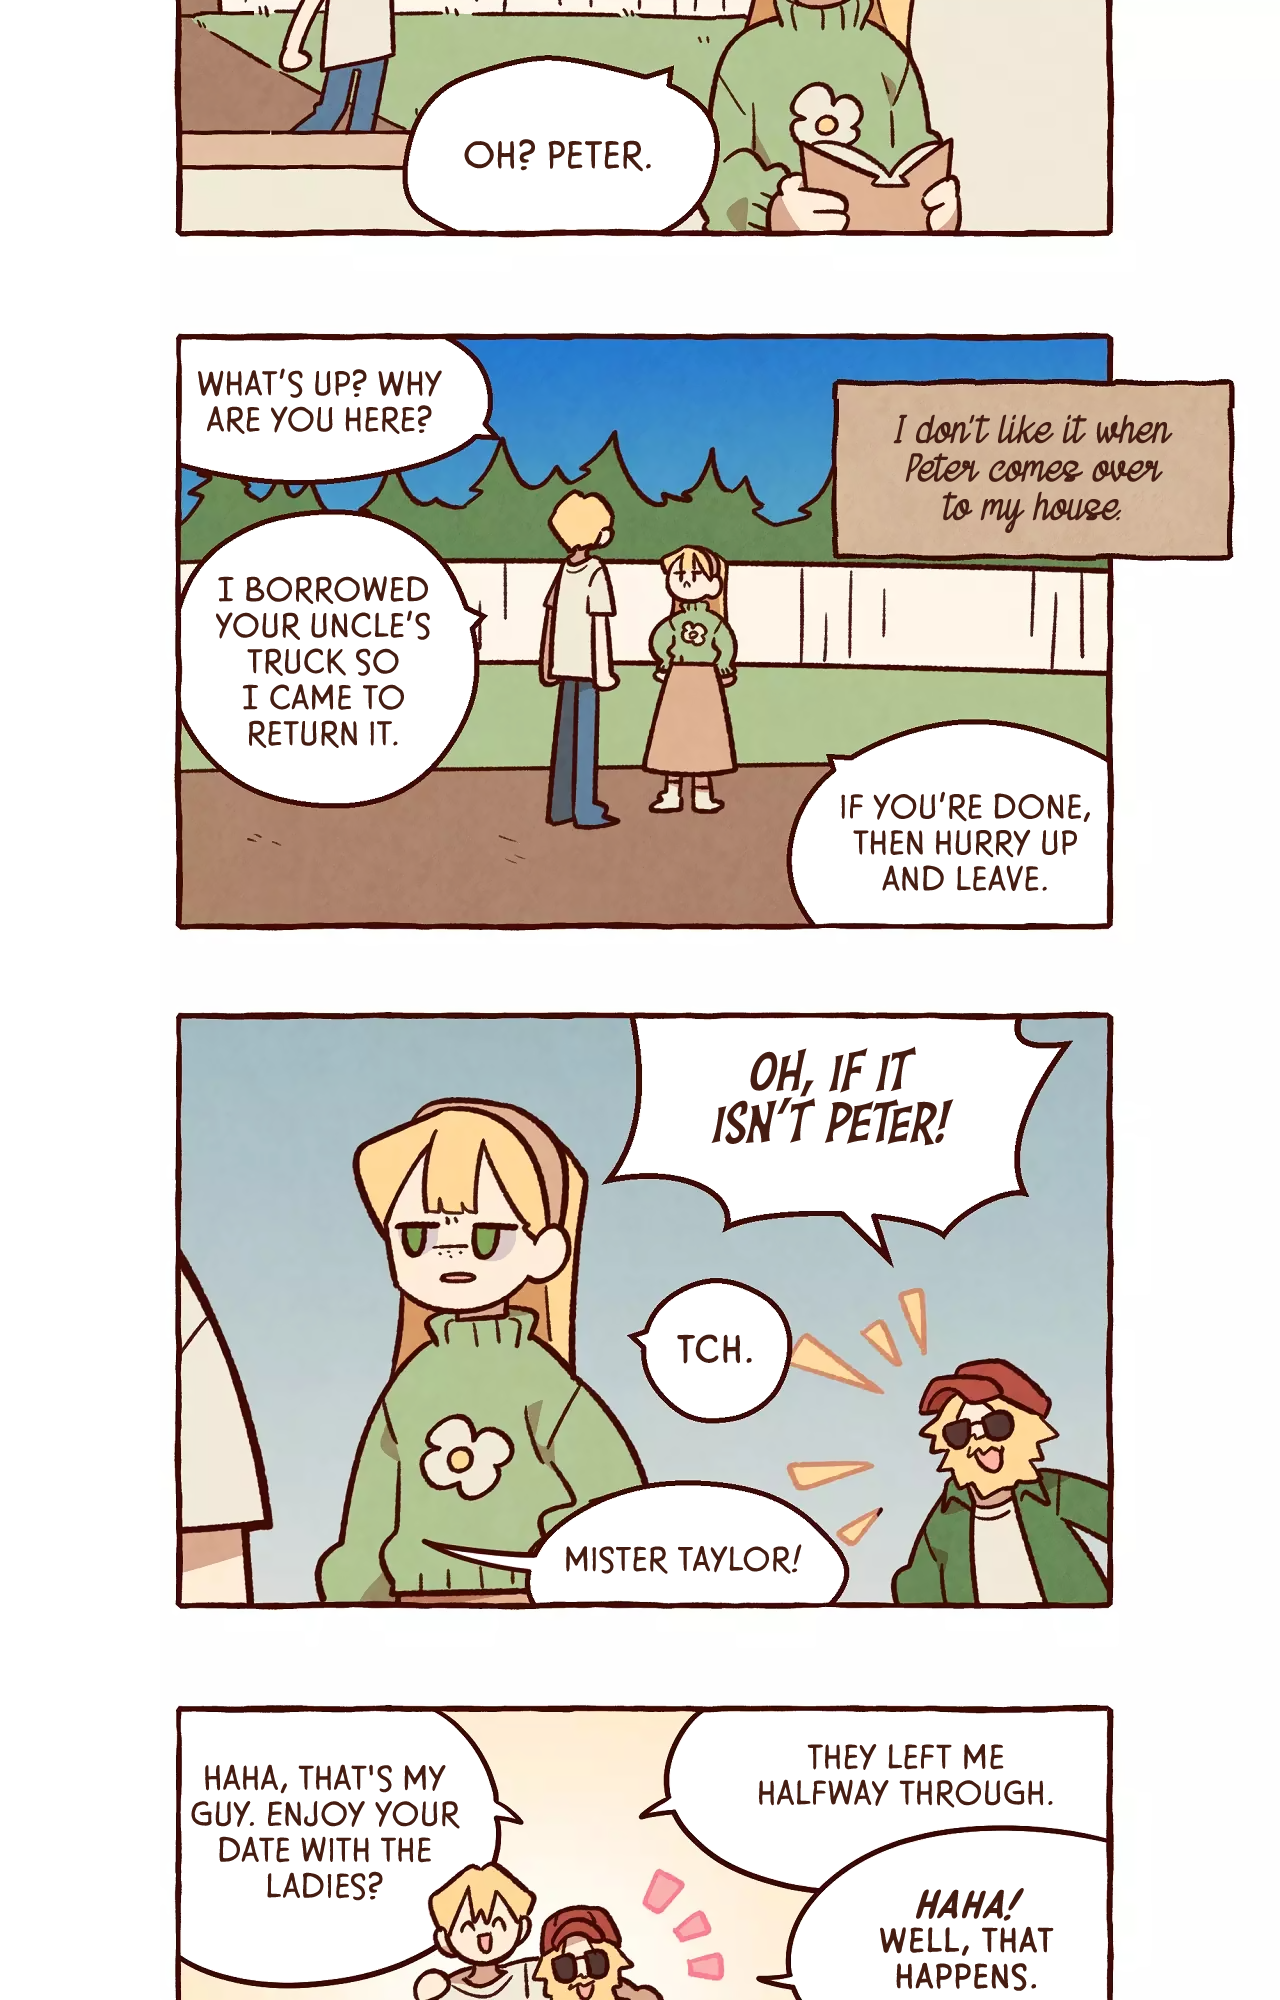 OH? PETER.
WHAT'S UP? WHY
ARE YOU HERE?
I don't like it when
Peter comes over
to my house.
I BORROWED
YOUR UNCLE'S
TRUCK SO
I CAME TO
RETURN IT.
IF YOU'RE DONE,
THEN HURRY UP
AND LEAVE.
OH, IF IT
ISN'T PETER!
TCH.
MISTER TAYLOR!
HAHA, THAT'S MY
GUY. ENJOY YOUR
DATE WITH THE
LADIES?
THEY LEFT ME
HALFWAY THROUGH.
HAHA!
WELL, THAT
HAPPENS.